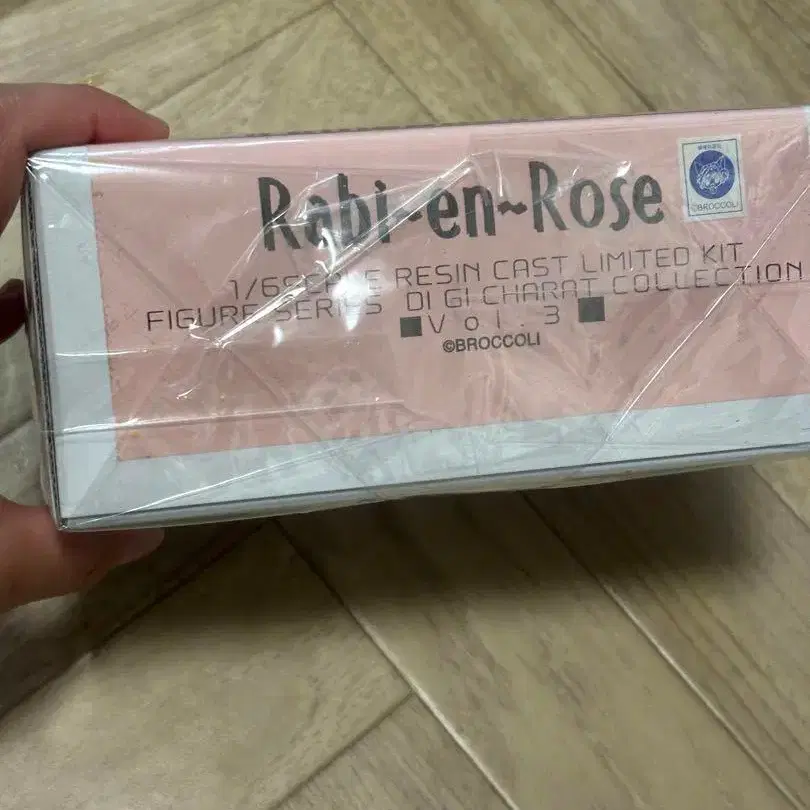 Rabi~en~Rose
1/6SCALE RESIN CAST LIMITED KIT
FIGURE SERIES DI GI CHARAT COLLECTION
■Vol.3■
©BROCCOLI
©BROCCOLI